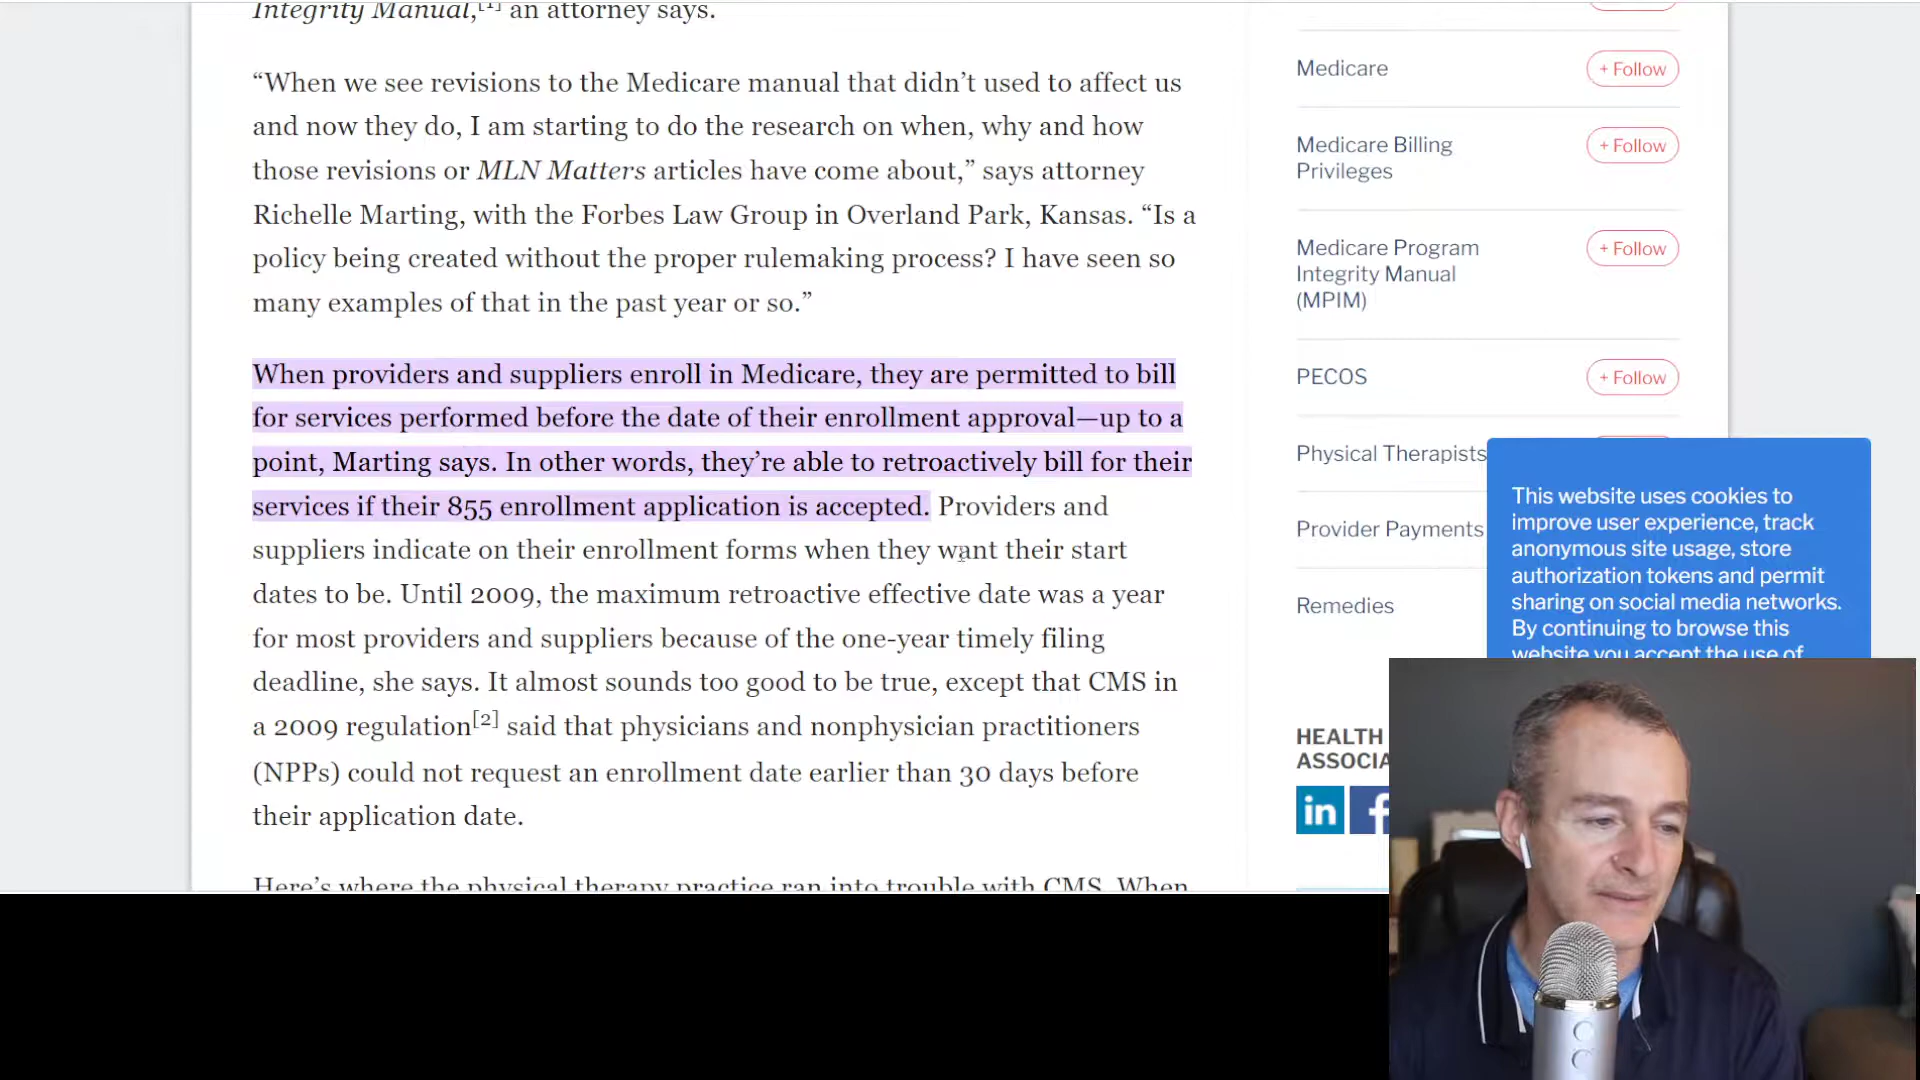 Integrity Manual,[1] an attorney says.
“When we see revisions to the Medicare manual that didn’t used to affect us
and now they do, I am starting to do the research on when, why and how
those revisions or MLN Matters articles have come about,” says attorney
Richelle Marting, with the Forbes Law Group in Overland Park, Kansas. “Is a
policy being created without the proper rulemaking process? I have seen so
many examples of that in the past year or so.”
When providers and suppliers enroll in Medicare, they are permitted to bill
for services performed before the date of their enrollment approval—up to a
point, Marting says. In other words, they’re able to retroactively bill for their
services if their 855 enrollment application is accepted. Providers and
suppliers indicate on their enrollment forms when they want their start
dates to be. Until 2009, the maximum retroactive effective date was a year
for most providers and suppliers because of the one-year timely filing
deadline, she says. It almost sounds too good to be true, except that CMS in
a 2009 regulation[2] said that physicians and nonphysician practitioners
(NPPs) could not request an enrollment date earlier than 30 days before
their application date.
Here’s where the physical therapy practice ran into trouble with CMS. When
Medicare
+ Follow
Medicare Billing
Privileges
+ Follow
Medicare Program
Integrity Manual
(MPIM)
+ Follow
PECOS
+ Follow
Physical Therapists
Provider Payments
Remedies
This website uses cookies to
improve user experience, track
anonymous site usage, store
authorization tokens and permit
sharing on social media networks.
By continuing to browse this
website you accept the use of
HEALTH
ASSOCIA
in f